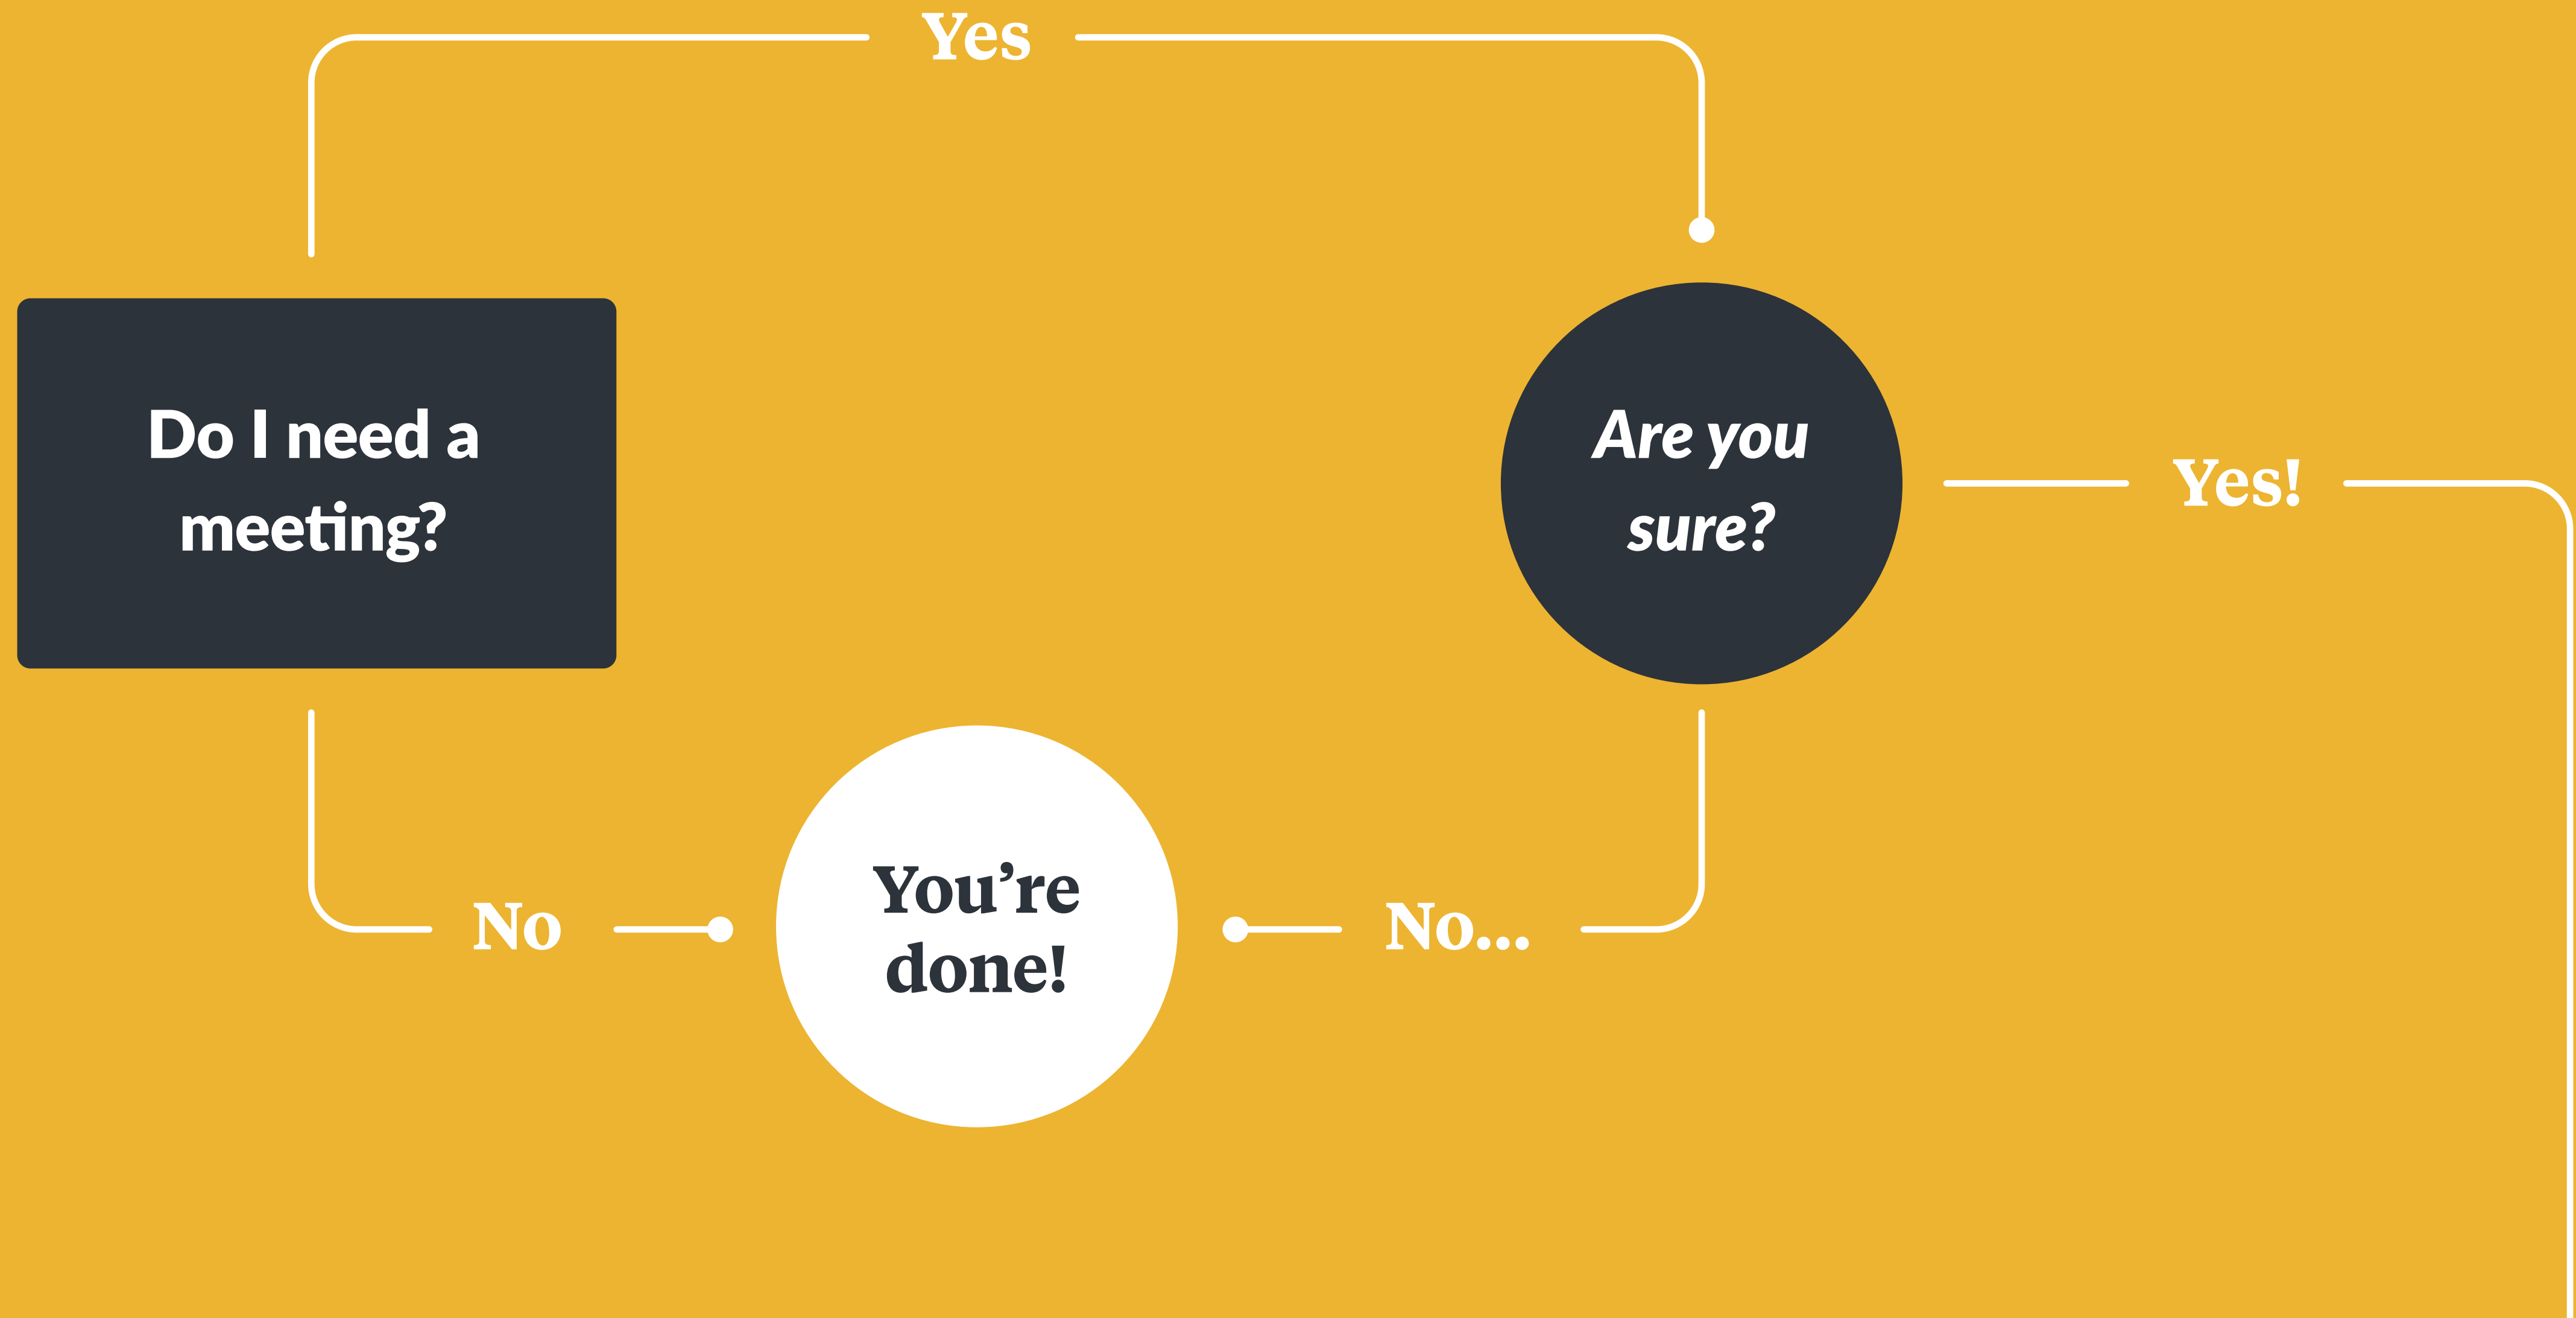 Yes
Do I need a
meeting?
Are you
sure?
Yes!
No
You’re
done!
No...